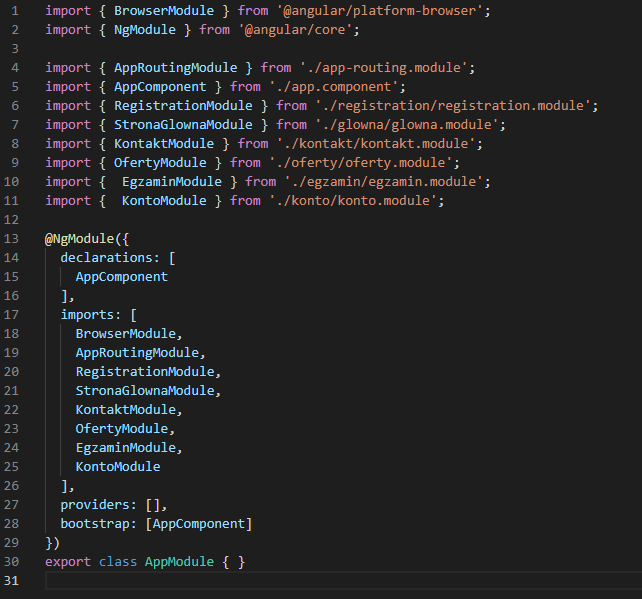 1 import { BrowserModule } from '@angular/platform-browser';
2 import { NgModule } from '@angular/core';
3
4 import { AppRoutingModule } from './app-routing.module';
5 import { AppComponent } from './app.component';
6 import { RegistrationModule } from './registration/registration.module';
7 import { StronaGlownaModule } from './glowna/glowna.module';
8 import { KontaktModule } from './kontakt/kontakt.module';
9 import { OfertyModule } from './oferty/oferty.module';
10 import {  EgzaminModule } from './egzamin/egzamin.module';
11 import {  KontoModule } from './konto/konto.module';
12
13 @NgModule({
14   declarations: [
15     AppComponent
16   ],
17   imports: [
18     BrowserModule,
19     AppRoutingModule,
20     RegistrationModule,
21     StronaGlownaModule,
22     KontaktModule,
23     OfertyModule,
24     EgzaminModule,
25     KontoModule
26   ],
27   providers: [],
28   bootstrap: [AppComponent]
29 })
30 export class AppModule { }
31